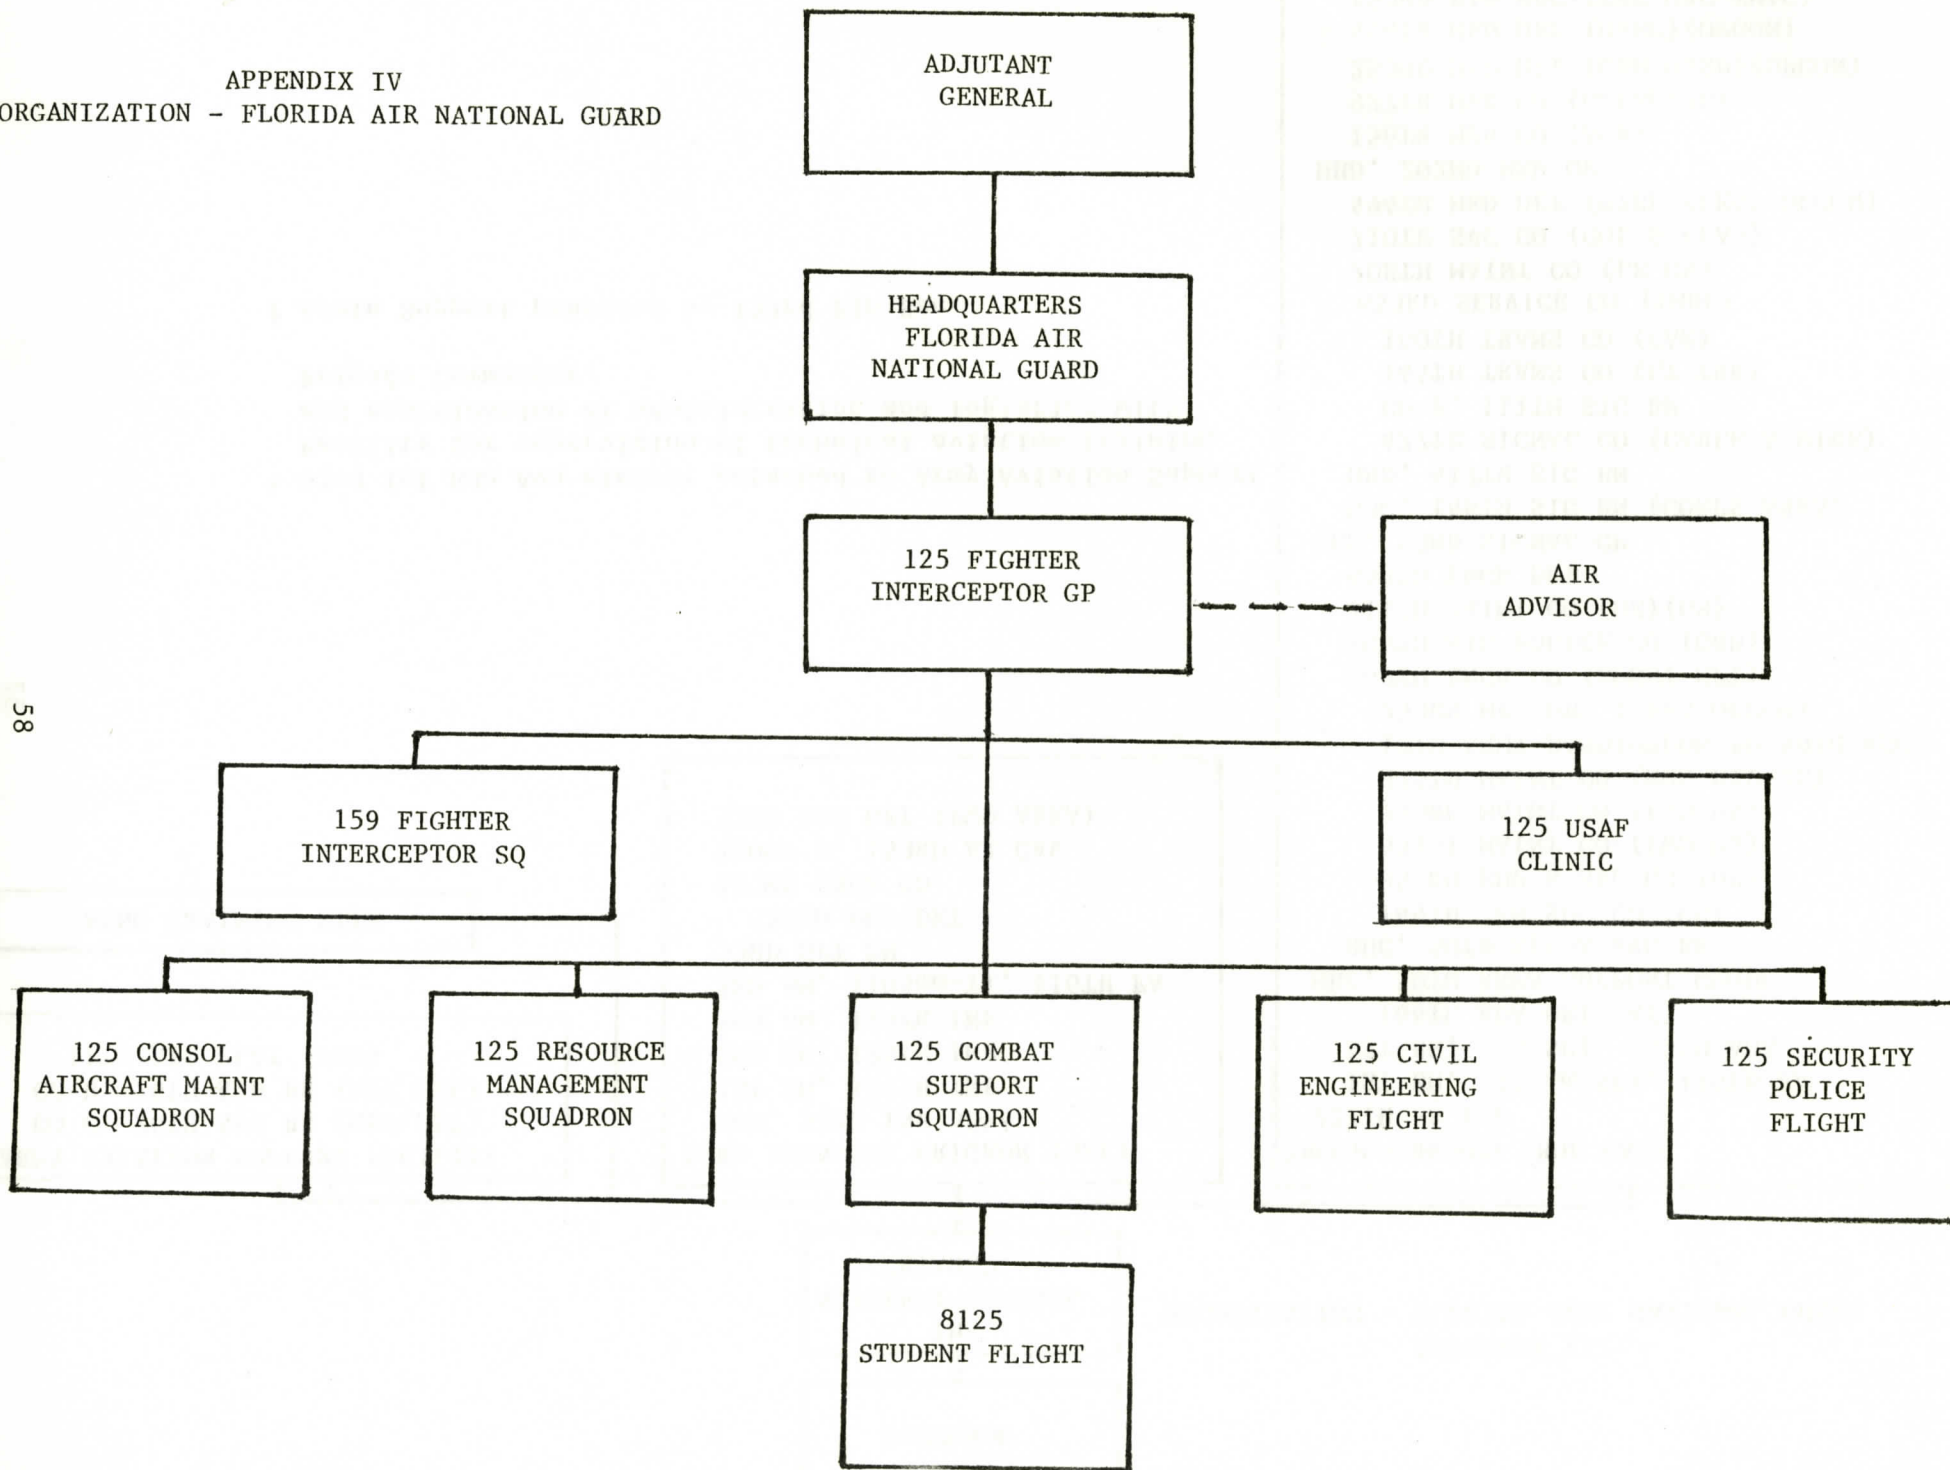 APPENDIX IV
ORGANIZATION - FLORIDA AIR NATIONAL GUARD
ADJUTANT
GENERAL
HEADQUARTERS
FLORIDA AIR
NATIONAL GUARD
125 FIGHTER
INTERCEPTOR GP
AIR
ADVISOR
58
159 FIGHTER
INTERCEPTOR SQ
125 USAF
CLINIC
125 CONSOL
AIRCRAFT MAINT
SQUADRON
125 RESOURCE
MANAGEMENT
SQUADRON
125 COMBAT
SUPPORT
SQUADRON
125 CIVIL
ENGINEERING
FLIGHT
125 SECURITY
POLICE
FLIGHT
8125
STUDENT FLIGHT